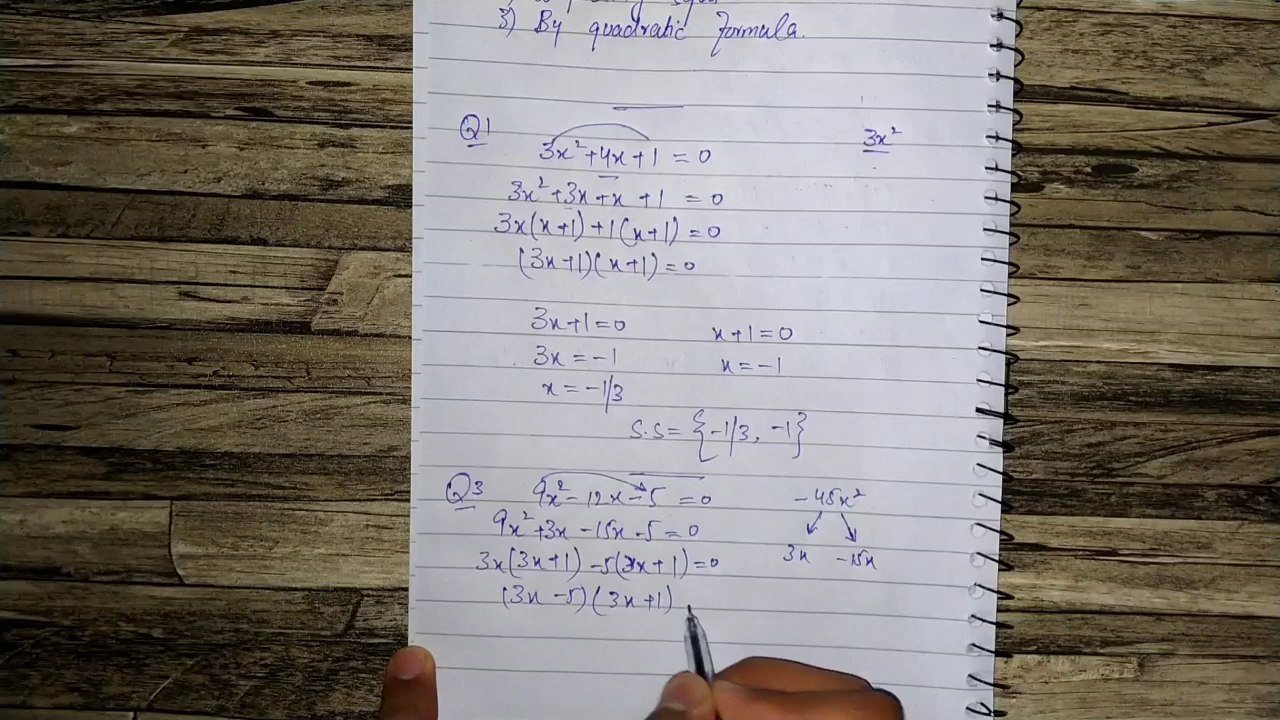 3) By quadratic Formula.
Q1
3x²+4x+1 = 0
3x²
3x²+3x+x+1 = 0
3x(x+1)+1(x+1)=0
(3x+1)(x+1)=0
3x+1=0 x+1=0
3x=-1 x=-1
x=-1/3
S.S= {-1/3, -1}
Q3 9x²-12x-5=0 -45x²
9x²+3x-15x-5=0
3x -15x
3x(3x+1)-5(3x+1)=0
(3x-5)(3x+1)